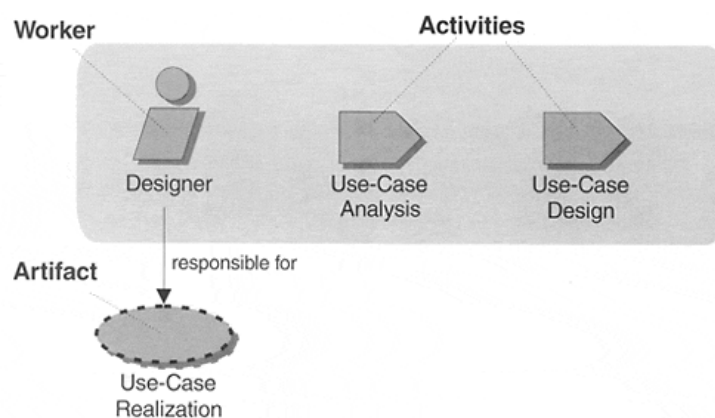 Worker
Activities
Designer
Use-Case
Analysis
Use-Case
Design
responsible for
Artifact
Use-Case
Realization